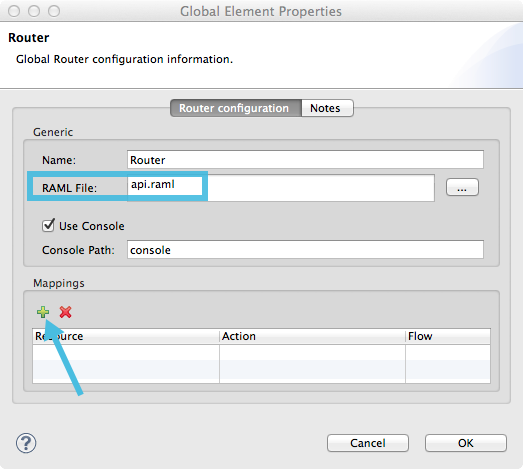 Global Element Properties
Router
Global Router configuration information.
Router configuration Notes
Generic
Name: Router
RAML File: api.raml ...
Use Console
Console Path: console
Mappings
Resource Action Flow
? Cancel OK